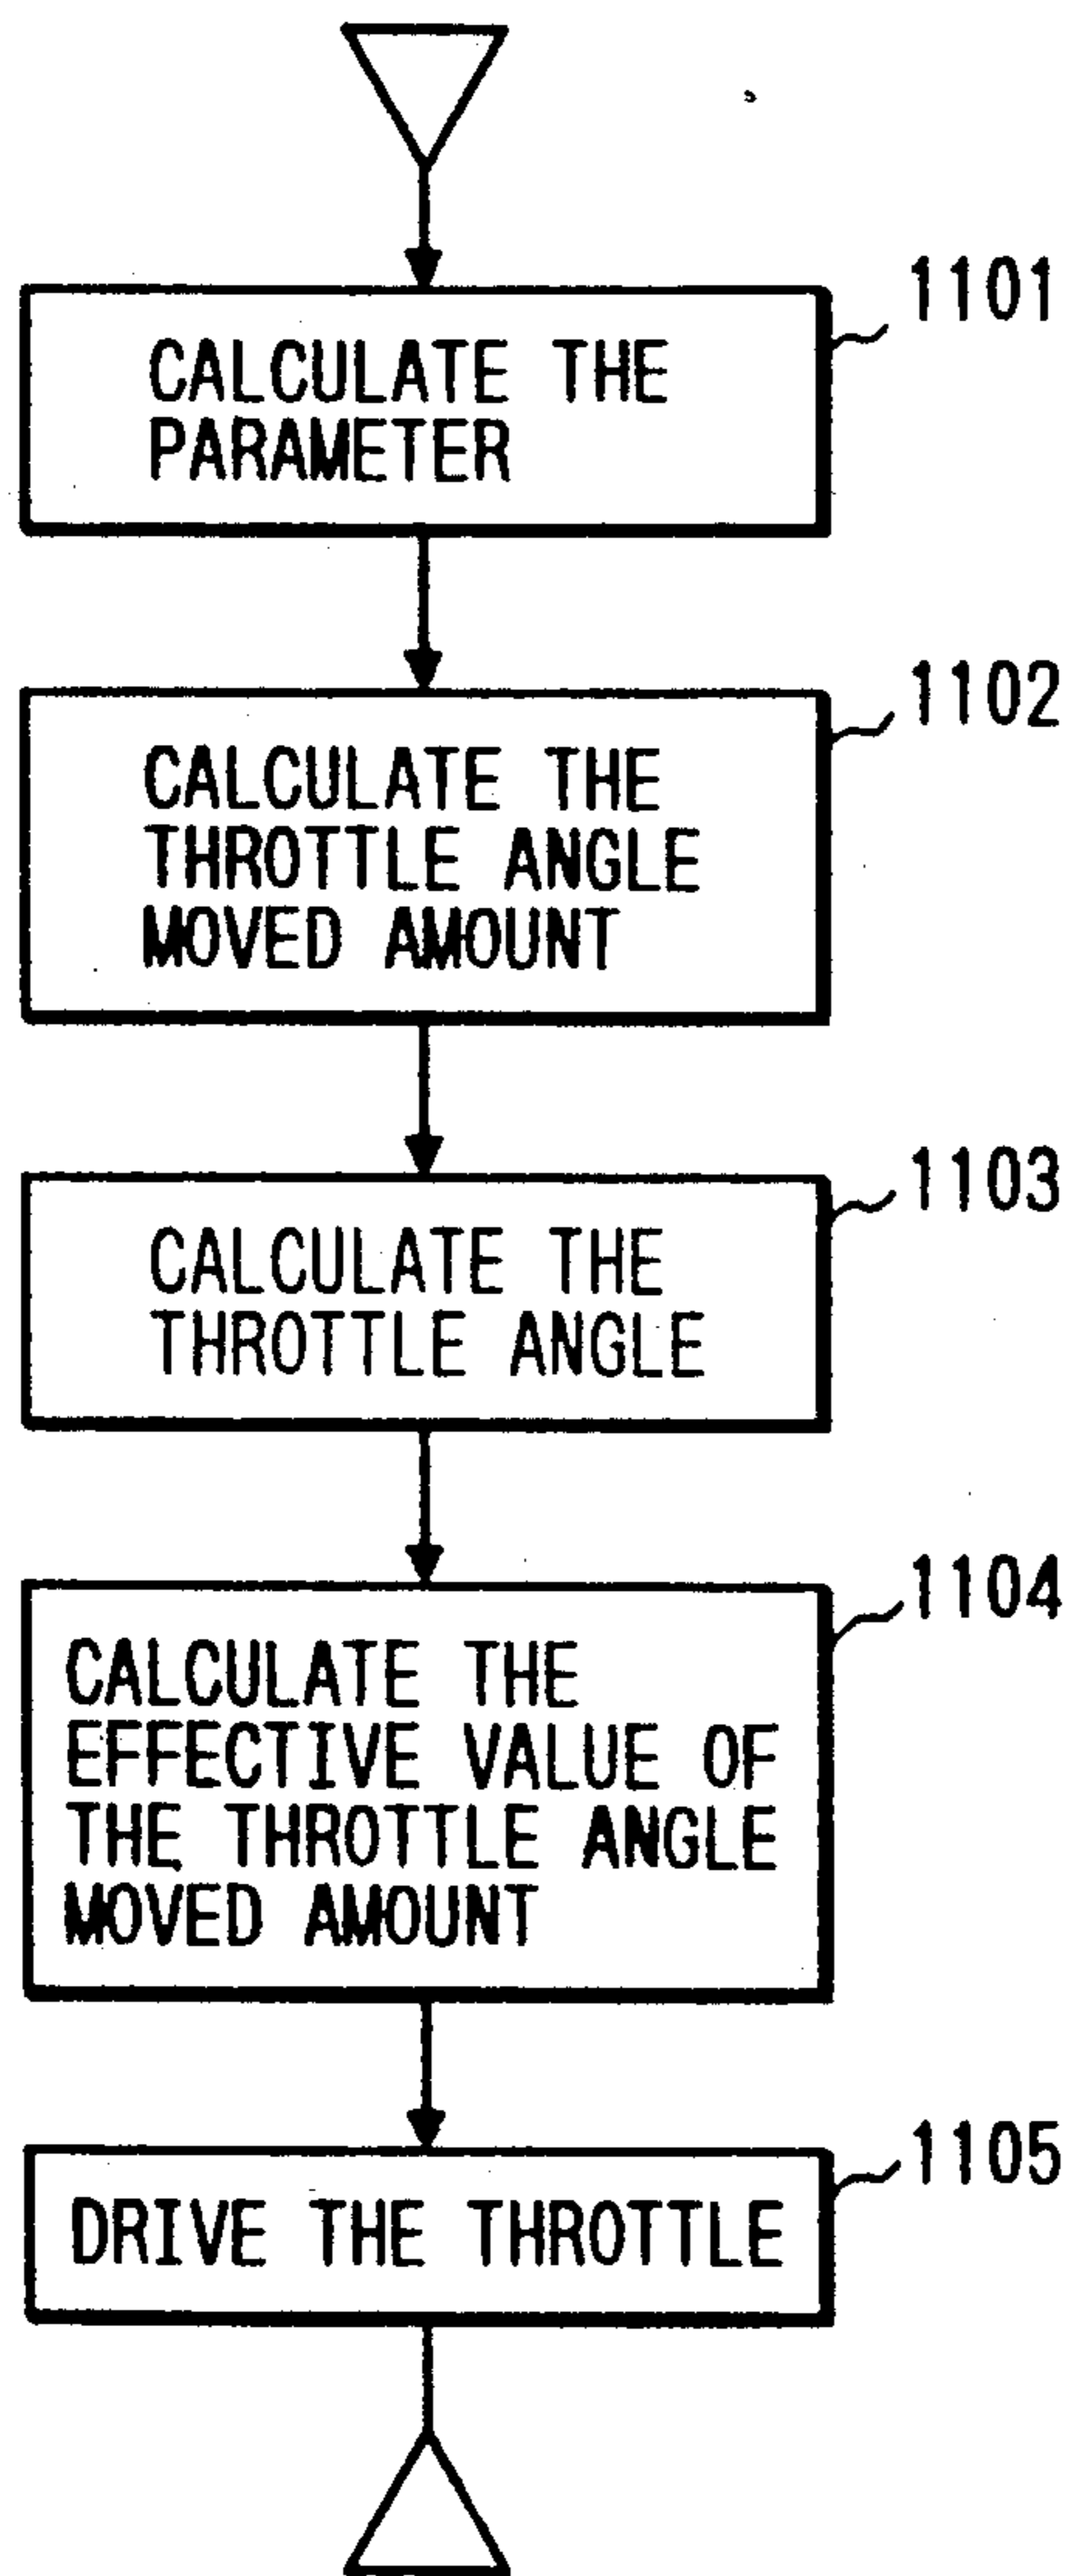 1101
CALCULATE THE
PARAMETER
1102
CALCULATE THE
THROTTLE ANGLE
MOVED AMOUNT
1103
CALCULATE THE
THROTTLE ANGLE
1104
CALCULATE THE
EFFECTIVE VALUE OF
THE THROTTLE ANGLE
MOVED AMOUNT
1105
DRIVE THE THROTTLE